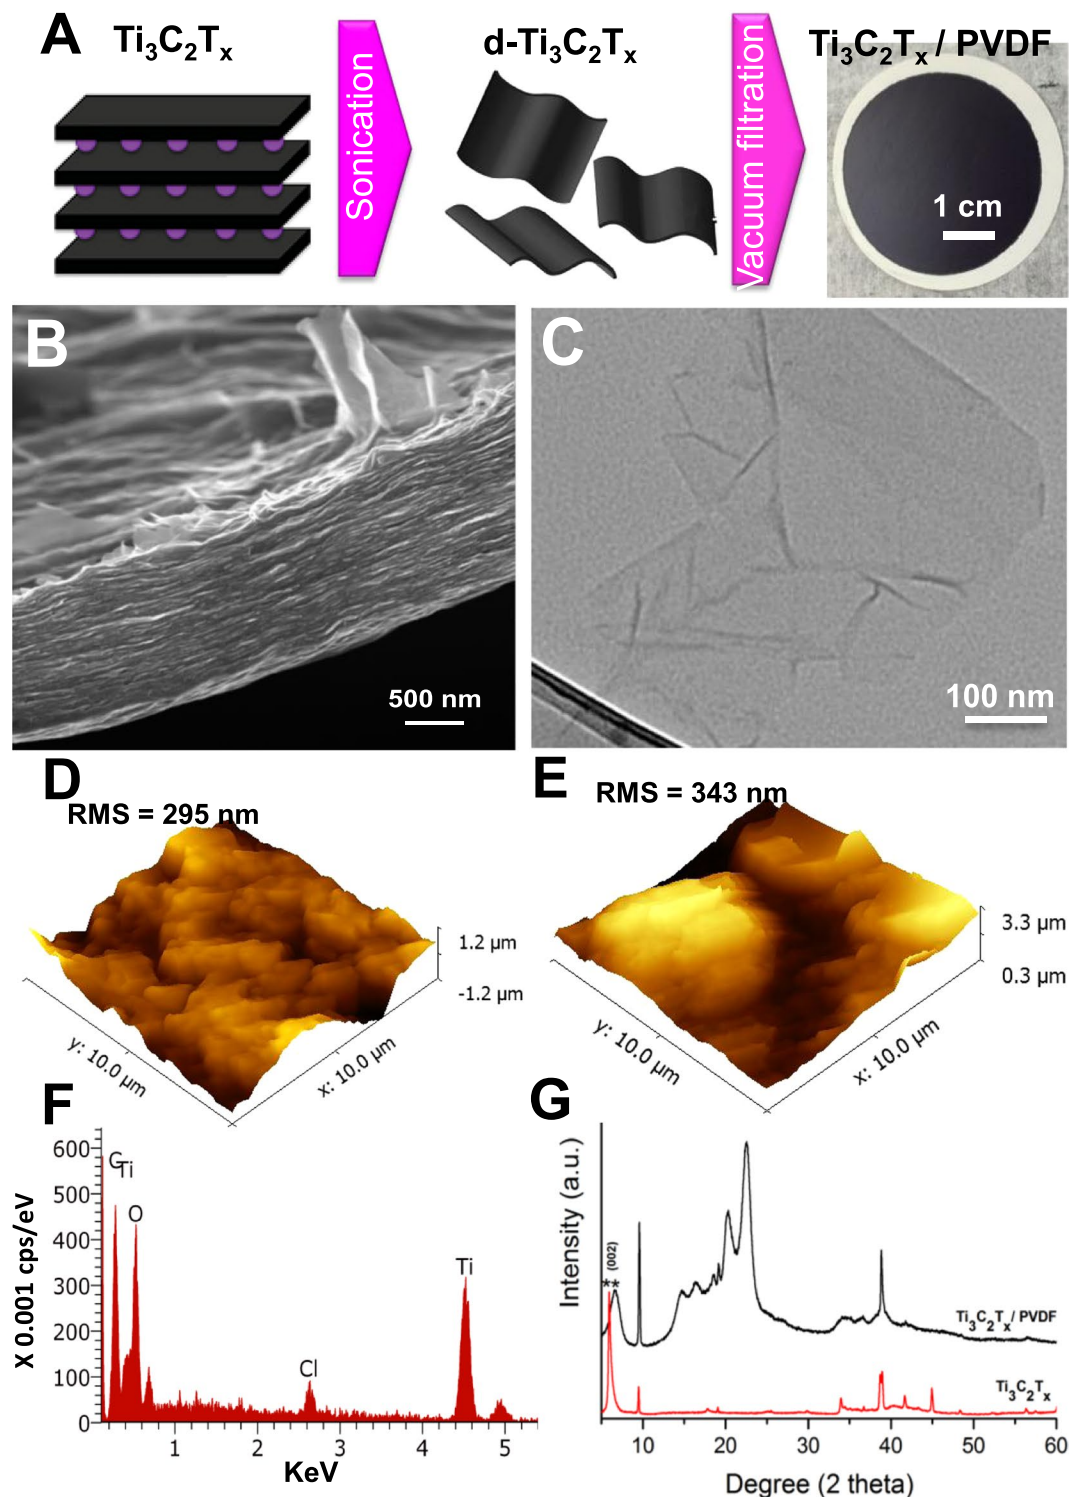 A
Ti3C2Tx
Sonication
d-Ti3C2Tx
Vacuum filtration
Ti3C2Tx / PVDF
1 cm
B
500 nm
C
100 nm
D
RMS = 295 nm
1.2 µm
-1.2 µm
y: 10.0 µm
x: 10.0 µm
E
RMS = 343 nm
3.3 µm
0.3 µm
y: 10.0 µm
x: 10.0 µm
F
X 0.001 cps/eV
600
500
400
300
200
100
0
C
Ti
O
Cl
Ti
1 2 3 4 5
KeV
G
Intensity (a.u.)
** (002)
Ti3C2Tx/ PVDF
Ti3C2Tx
10 20 30 40 50 60
Degree (2 theta)